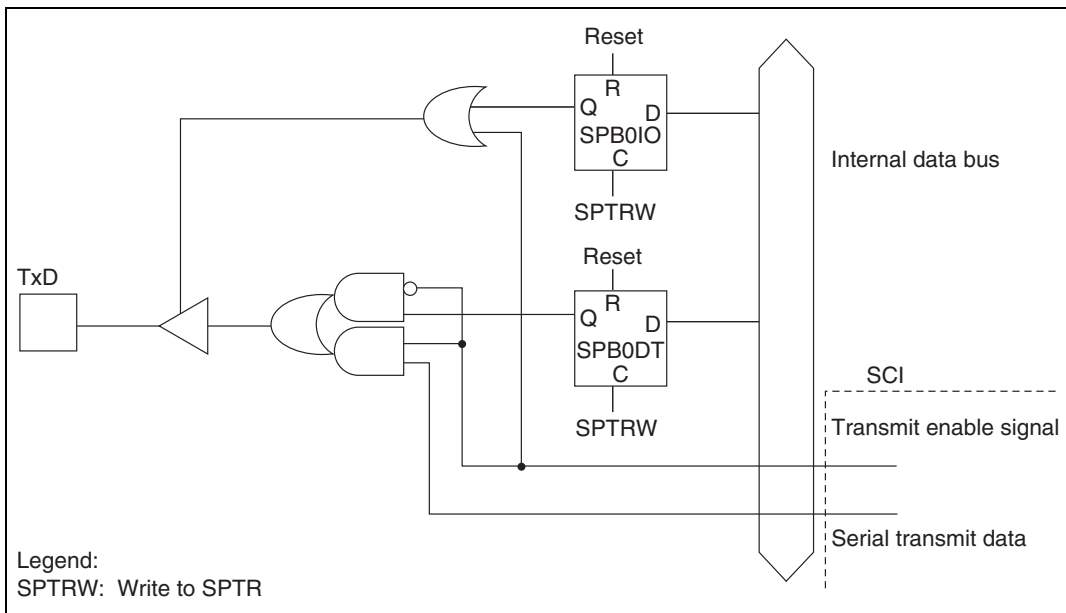 Reset
R
Q
D
SPB0IO
C
SPTRW
Internal data bus
Reset
TxD
R
Q
D
SPB0DT
C
SPTRW
SCI
Transmit enable signal
Serial transmit data
Legend:
SPTRW: Write to SPTR